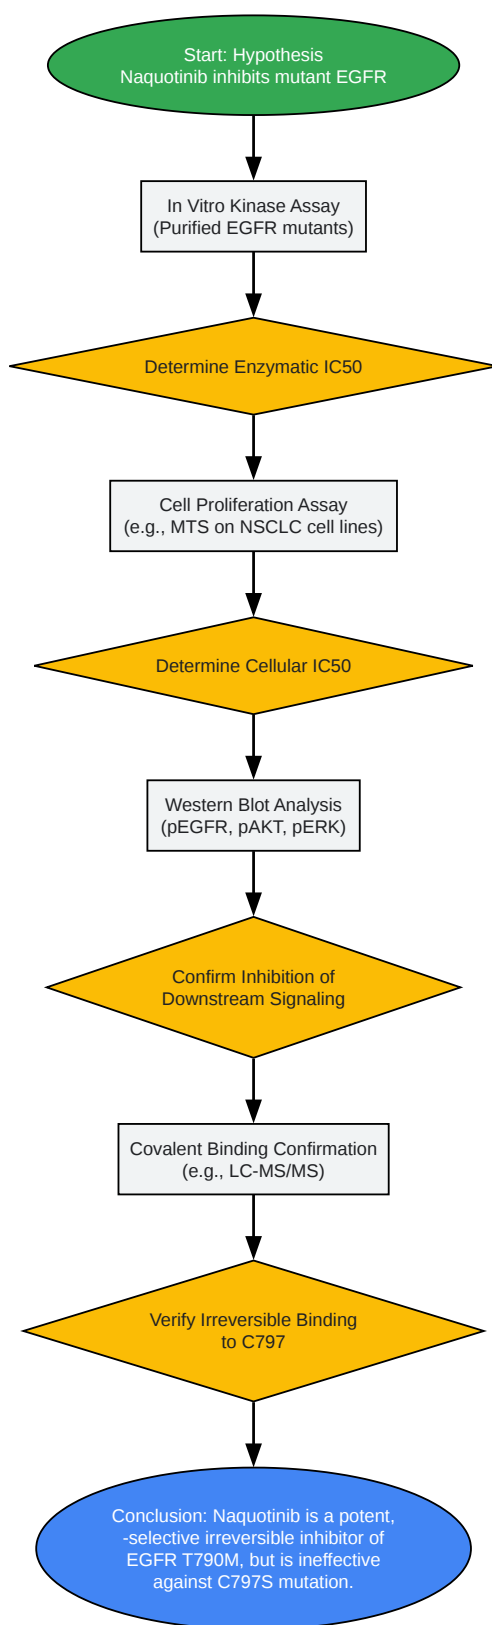 Start: Hypothesis
Naquotinib inhibits mutant EGFR
In Vitro Kinase Assay
(Purified EGFR mutants)
Determine Enzymatic IC50
Cell Proliferation Assay
(e.g., MTS on NSCLC cell lines)
Determine Cellular IC50
Western Blot Analysis
(pEGFR, pAKT, pERK)
Confirm Inhibition of
Downstream Signaling
Covalent Binding Confirmation
(e.g., LC-MS/MS)
Verify Irreversible Binding
to C797
Conclusion: Naquotinib is a potent,
-selective irreversible inhibitor of
EGFR T790M, but is ineffective
against C797S mutation.